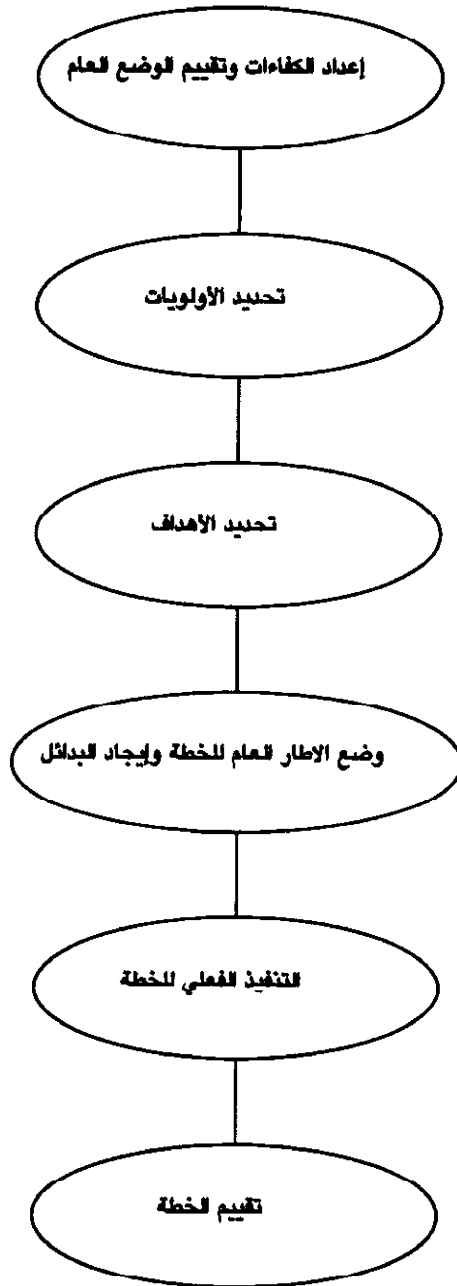 إعداد الكفاءات وتقييم الوضع العام
تحديد الأولويات
تحديد الأهداف
وضع الاطار العام للخطة وإيجاد البدائل
التنفيذ الفعلي للخطة
تقييم الخطة